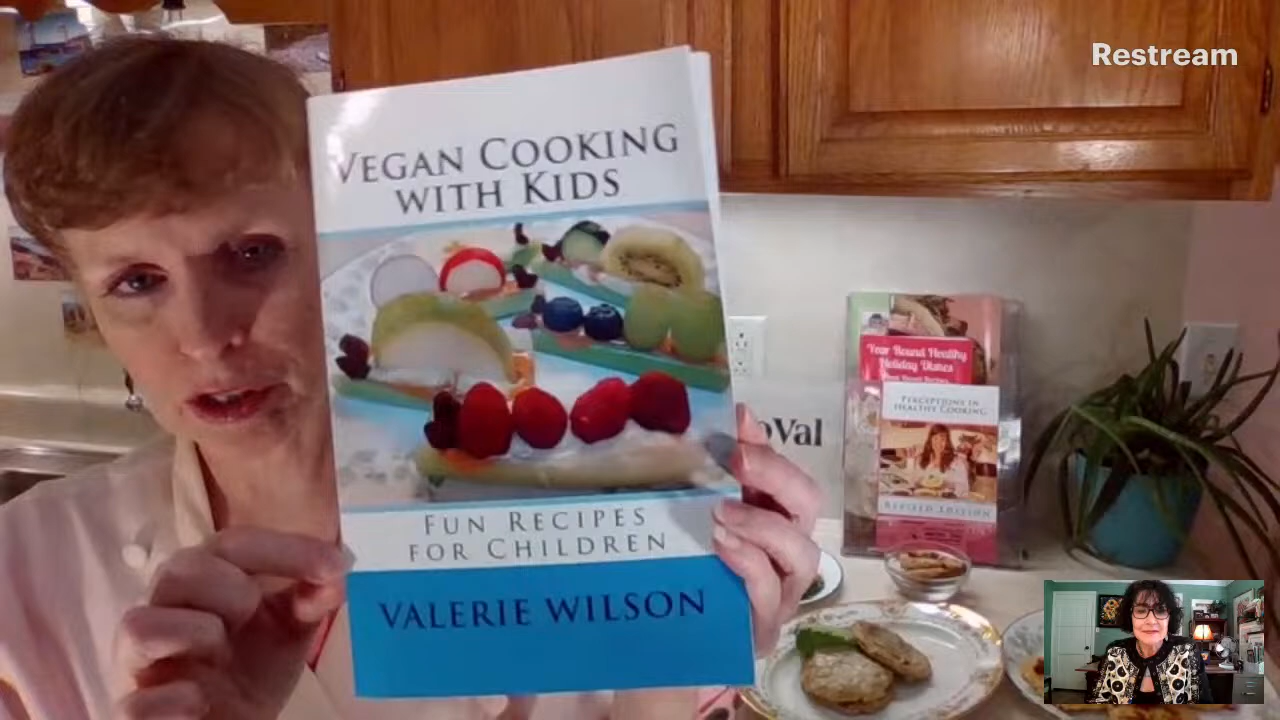 Restream
VEGAN COOKING
WITH KIDS
FUN RECIPES
FOR CHILDREN
VALERIE WILSON
Val
Year Round Healthy
Holiday Dishes
PERCEPTIONS IN
HEALTHY COOKING
REVISED EDITION